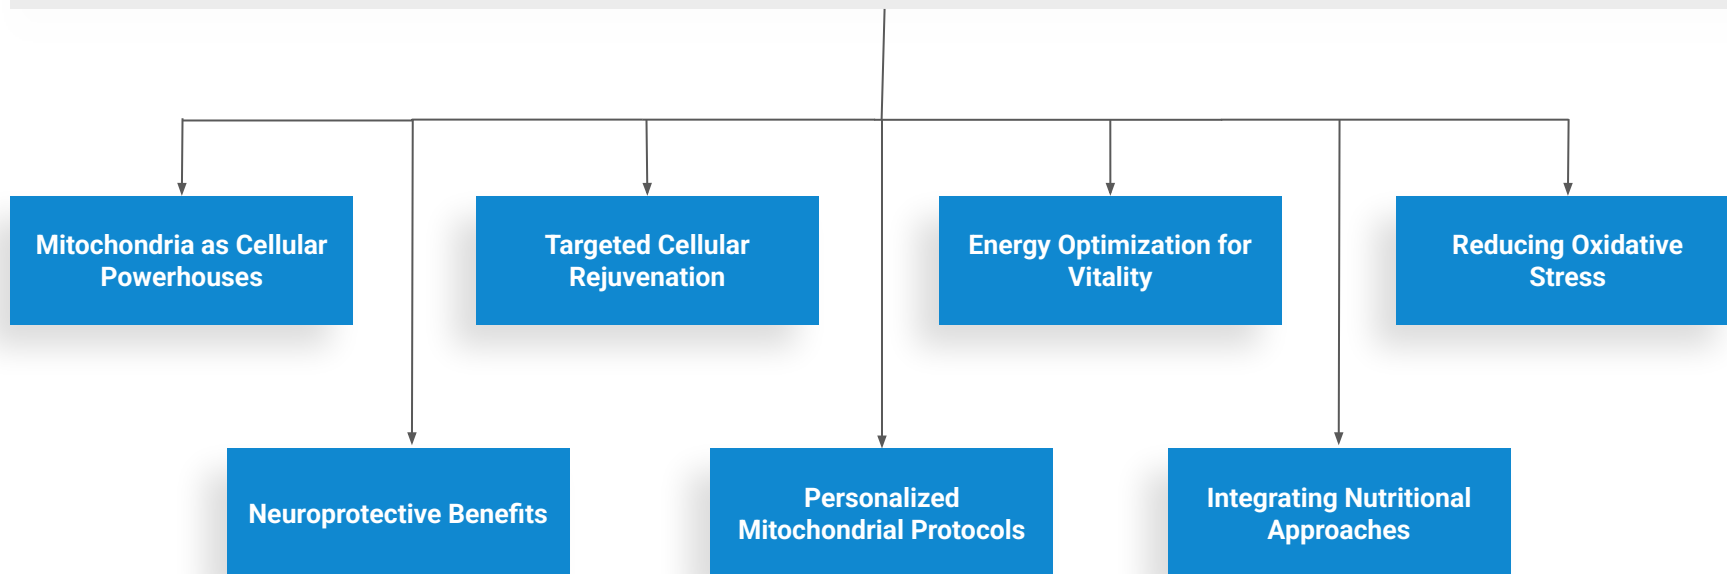 Mitochondria as Cellular
Powerhouses
Targeted Cellular
Rejuvenation
Energy Optimization for
Vitality
Reducing Oxidative
Stress
Neuroprotective Benefits
Personalized
Mitochondrial Protocols
Integrating Nutritional
Approaches